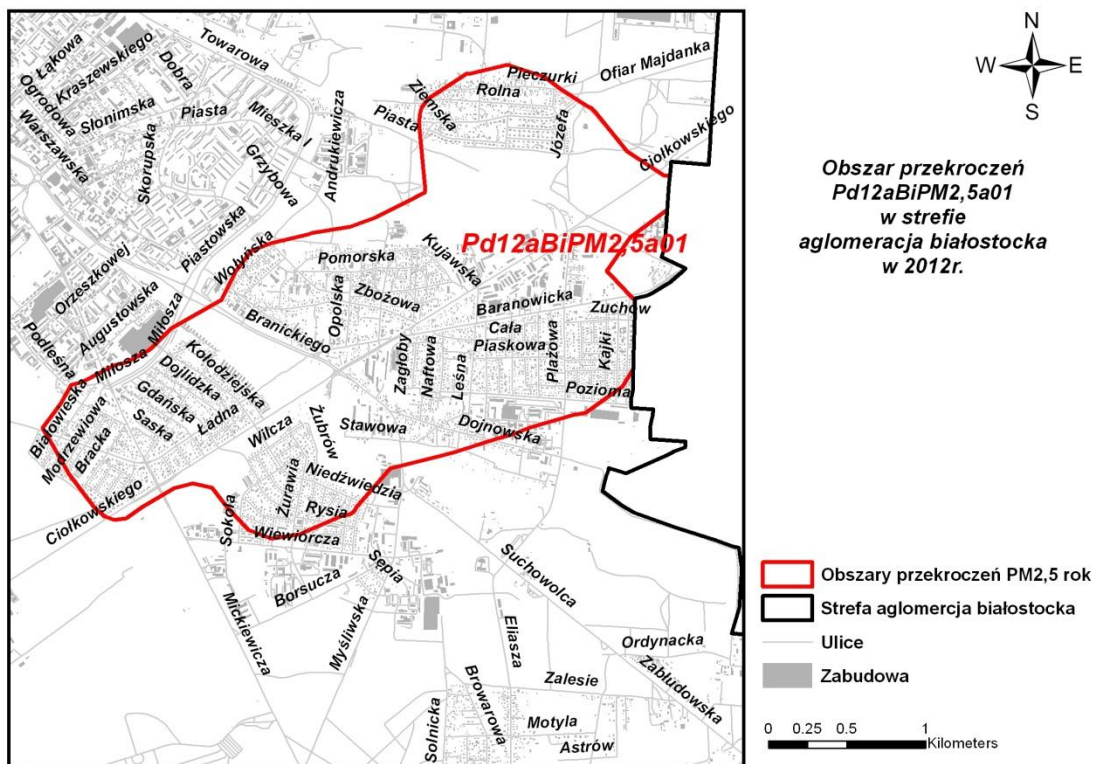 N
W E
S
Obszar przekroczeń
Pd12aBiPM2,5a01
w strefie
aglomeracja białostocka
w 2012r.
Towarowa
Łąkowa
Kraszewskiego
Dobra
Ogrodowa
Słonimska
Piasta
Warszawska
Skorupska
Mieszka I
Grzybowa
Andrukiewicza
Piasta
Ziemska
Pieczurki
Rolna
Ofiar Majdanka
Józefa
Ciołkowskiego
Pd12aBiPM2,5a01
Piastowska
Wołyńska
Orzeszkowej
Augustowska
Podleśna
Miłosza
Miłosza
Pomorska
Kujawska
Zbożowa
Opolska
Branickiego
Baranowicka
Zuchów
Cała
Piaskowa
Zagłoby
Naftowa
Leśna
Plażowa
Kajki
Pozioma
Białowieska
Modrzewiowa
Bracka
Kołodziejska
Dojlidzka
Gdańska
Saska
Ładna
Wilcza
Żubrów
Stawowa
Dojnowska
Niedźwiedzia
Żurawia
Rysia
Ciołkowskiego
Sokola
Wiewiórcza
Sępia
Borsucza
Mickiewicza
Myśliwska
Suchowolca
Eliasza
Ordynacka
Zabłudowska
Zalesie
Browarowa
Solnicka
Motyla
Astrów
Obszary przekroczeń PM2,5 rok
Strefa aglomercja białostocka
Ulice
Zabudowa
0 0.25 0.5 1
Kilometers